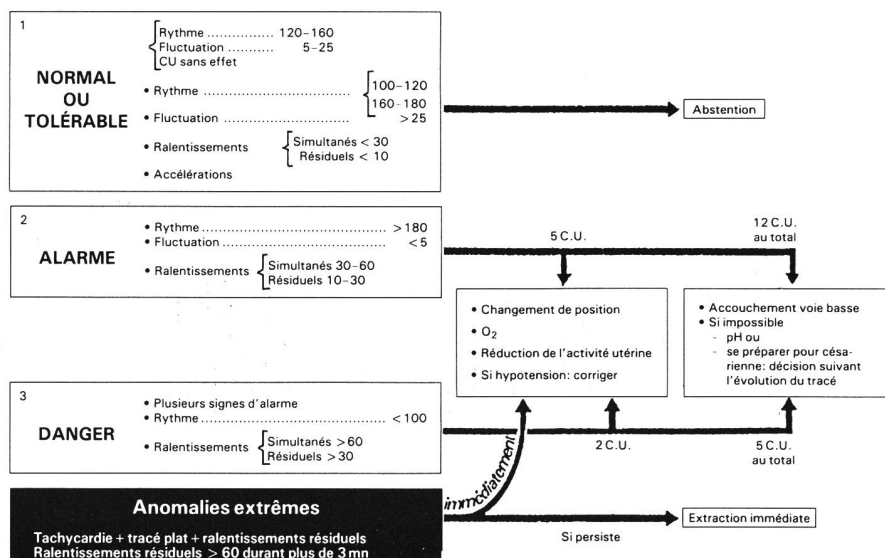 1
NORMAL
OU
TOLÉRABLE
Rythme ............... 120-160
Fluctuation ........... 5-25
CU sans effet
• Rythme ................................ 100-120
160-180
• Fluctuation ................................ >25
• Ralentissements Simultanés < 30
Résiduels < 10
• Accélérations
Abstention
2
ALARME
• Rythme ........................................ >180
• Fluctuation ..................................... <5
• Ralentissements Simultanés 30-60
Résiduels 10-30
5 C.U.
12 C.U.
au total
• Changement de position
• O2
• Réduction de l'activité utérine
• Si hypotension: corriger
• Accouchement voie basse
• Si impossible
- pH ou
- se préparer pour césa-
rienne: décision suivant
l'évolution du tracé
3
DANGER
• Plusieurs signes d'alarme
• Rythme ........................................ <100
• Ralentissements Simultanés >60
Résiduels >30
immédiatement
2 C.U.
5 C.U.
au total
Anomalies extrêmes
Tachycardie + tracé plat + ralentissements résiduels
Ralentissements résiduels > 60 durant plus de 3 mn
Si persiste
Extraction immédiate